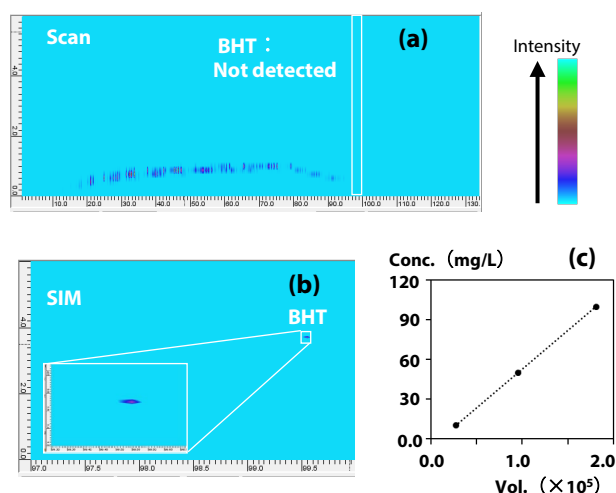 Scan
(a)
BHT：
Not detected
Intensity
0.0 2.0 4.0
10.0 20.0 30.0 40.0 50.0 60.0 70.0 80.0 90.0 100.0 110.0 120.0 130.
SIM
(b)
BHT
0.0 2.0 4.0
97.0 97.5 98.0 98.5 99.0 99.5
Conc.（mg/L）
(c)
120
90
60
30
0.0
0.0 1.0 2.0
Vol.（×10⁵）